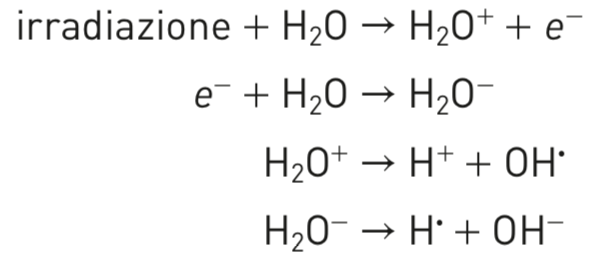 irradiazione + H₂O → H₂O⁺ + e⁻
e⁻ + H₂O → H₂O⁻
H₂O⁺ → H⁺ + OH•
H₂O⁻ → H• + OH⁻